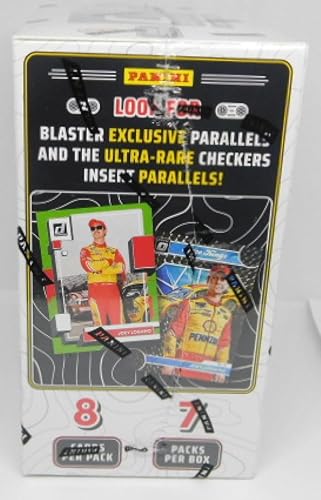 PANINI
LOOK FOR
BLASTER EXCLUSIVE PARALLELS
AND THE ULTRA-RARE CHECKERS
INSERT PARALLELS!
JOEY LOGANO
PENNZOIL
8 7
CARDS PACKS
PER PACK PER BOX